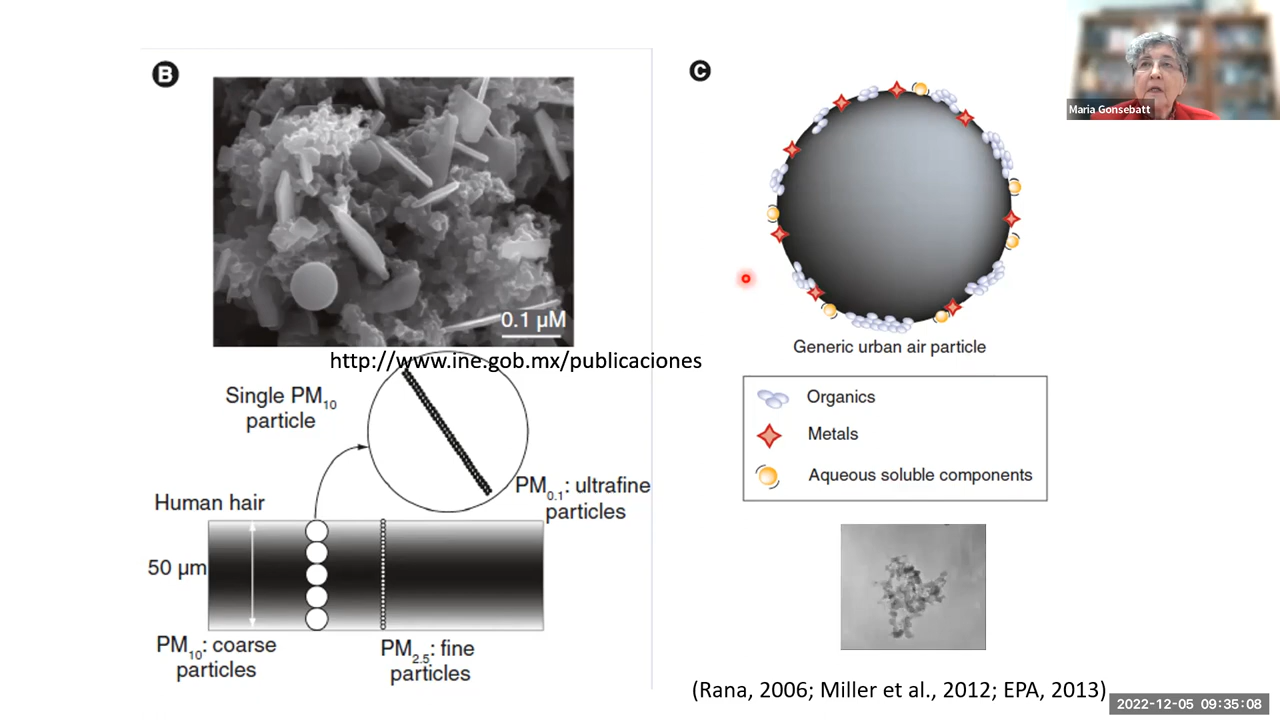 B
0.1 µM
http://www.ine.gob.mx/publicaciones
Single PM10
particle
PM0.1: ultrafine
particles
Human hair
50 µm
PM10: coarse
particles
PM2.5: fine
particles
C
Generic urban air particle
Organics
Metals
Aqueous soluble components
(Rana, 2006; Miller et al., 2012; EPA, 2013)
Maria Gonsebatt
2022-12-05 09:35:08